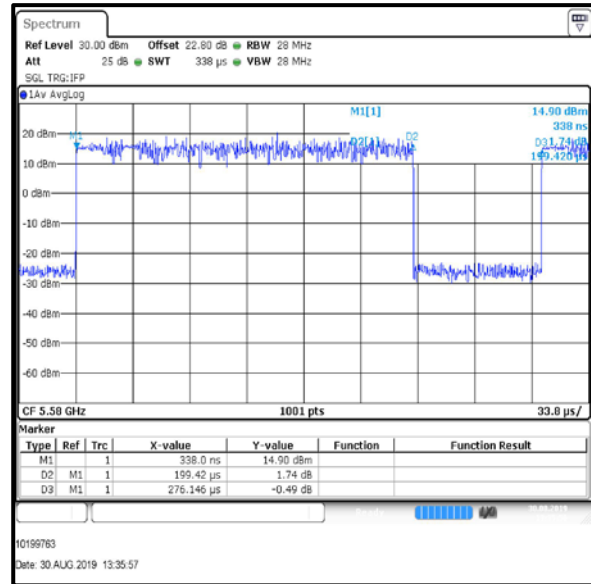 Spectrum
Ref Level 30.00 dBm Offset 22.80 dB RBW 28 MHz
Att 25 dB SWT 338 µs VBW 28 MHz
SGL TRG:IFP
1Av AvgLog
M1[1] 14.90 dBm
338 ns
D2[1] 1.74 dB
199.420 µs
M1
D2
D3
20 dBm
10 dBm
0 dBm
-10 dBm
-20 dBm
-30 dBm
-40 dBm
-50 dBm
-60 dBm
CF 5.58 GHz 1001 pts 33.8 µs/
Marker
Type Ref Trc X-value Y-value Function Function Result
M1 1 338.0 ns 14.90 dBm
D2 M1 1 199.42 µs 1.74 dB
D3 M1 1 276.146 µs -0.49 dB
10199763
Date: 30.AUG.2019 13:35:57